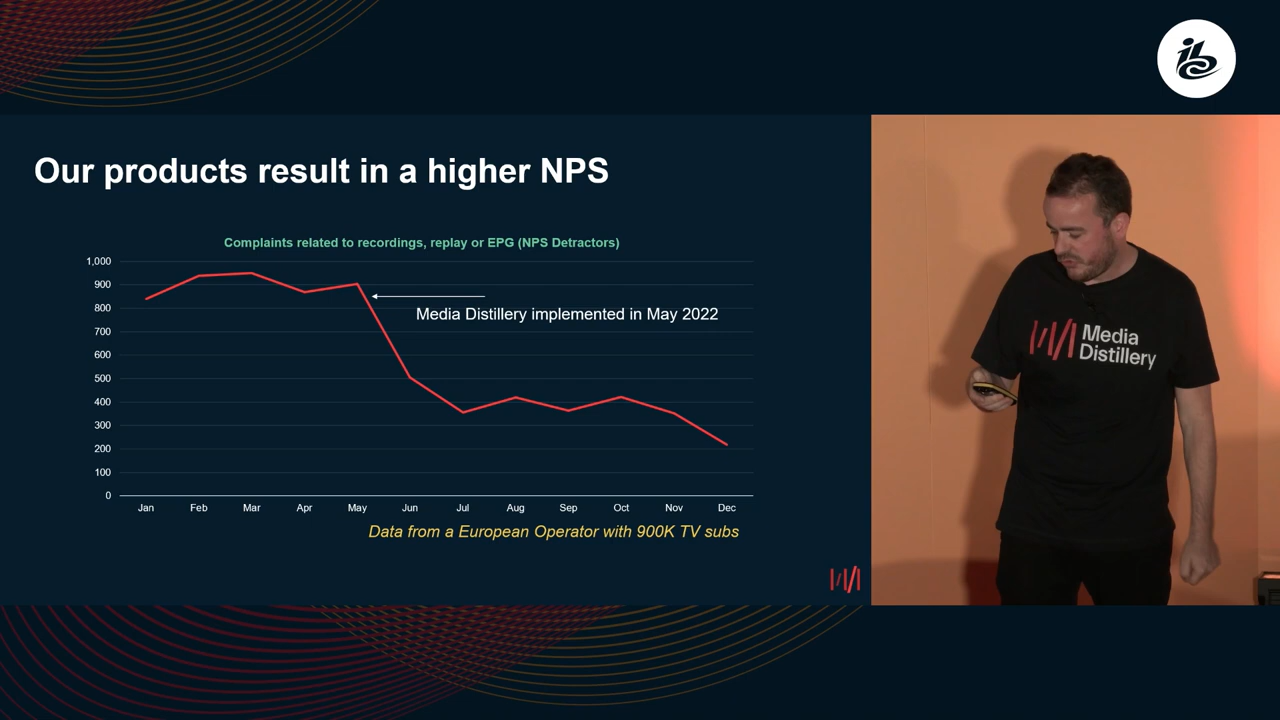 ibc
Our products result in a higher NPS
Complaints related to recordings, replay or EPG (NPS Detractors)
1,000
900
800
700
600
500
400
300
200
100
0
Media Distillery implemented in May 2022
Jan Feb Mar Apr May Jun Jul Aug Sep Oct Nov Dec
Data from a European Operator with 900K TV subs
Media
Distillery